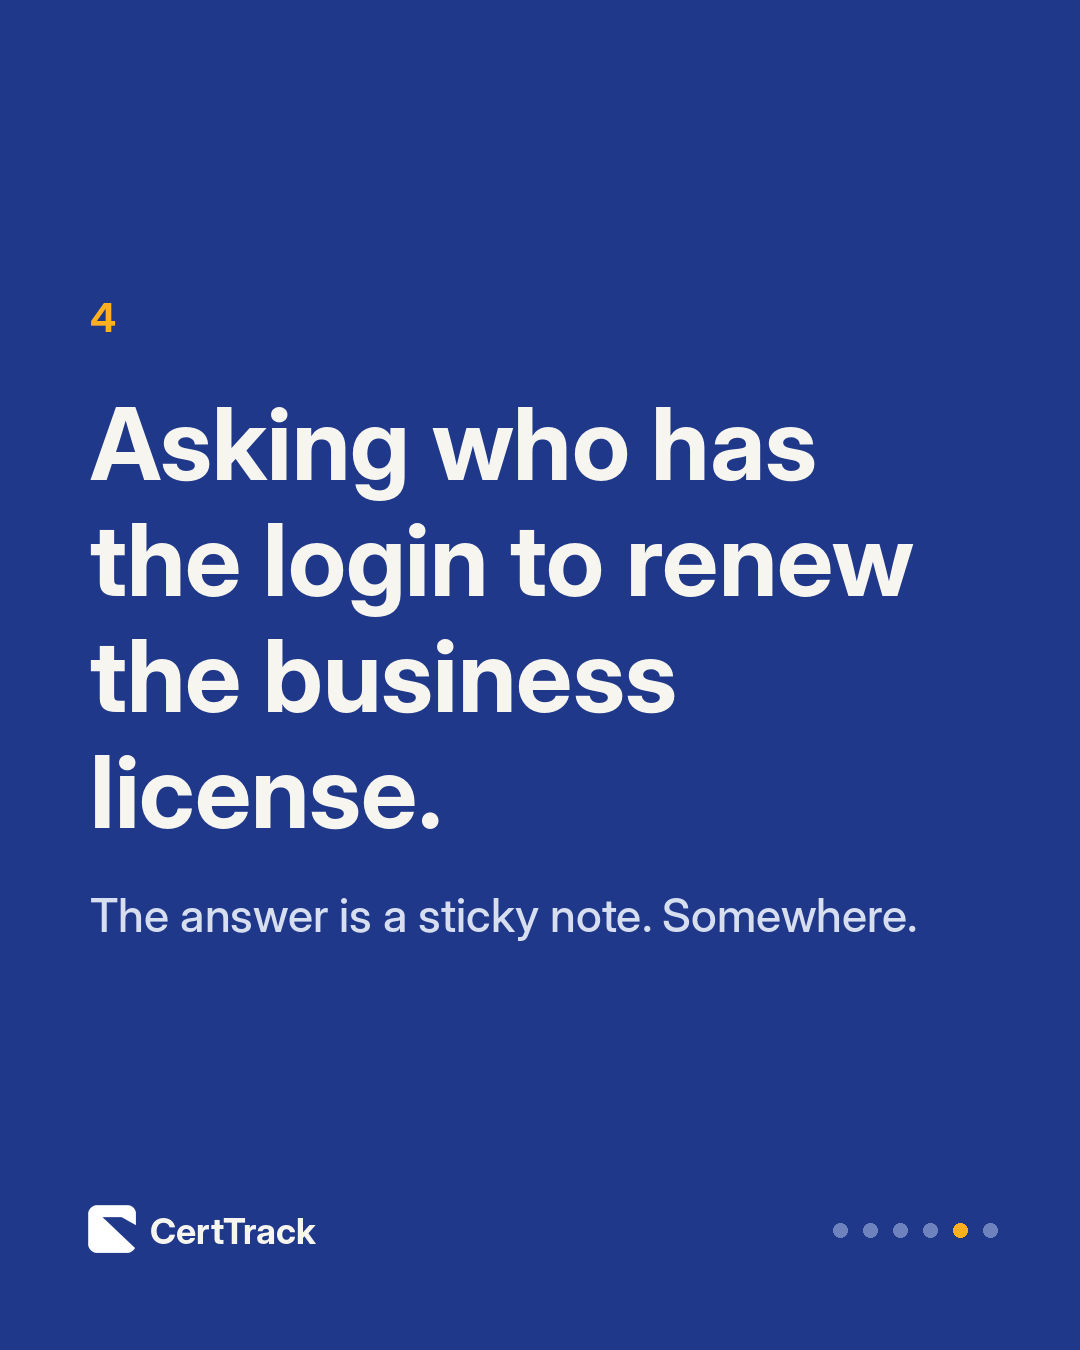 4
Asking who has
the login to renew
the business
license.
The answer is a sticky note. Somewhere.
CertTrack